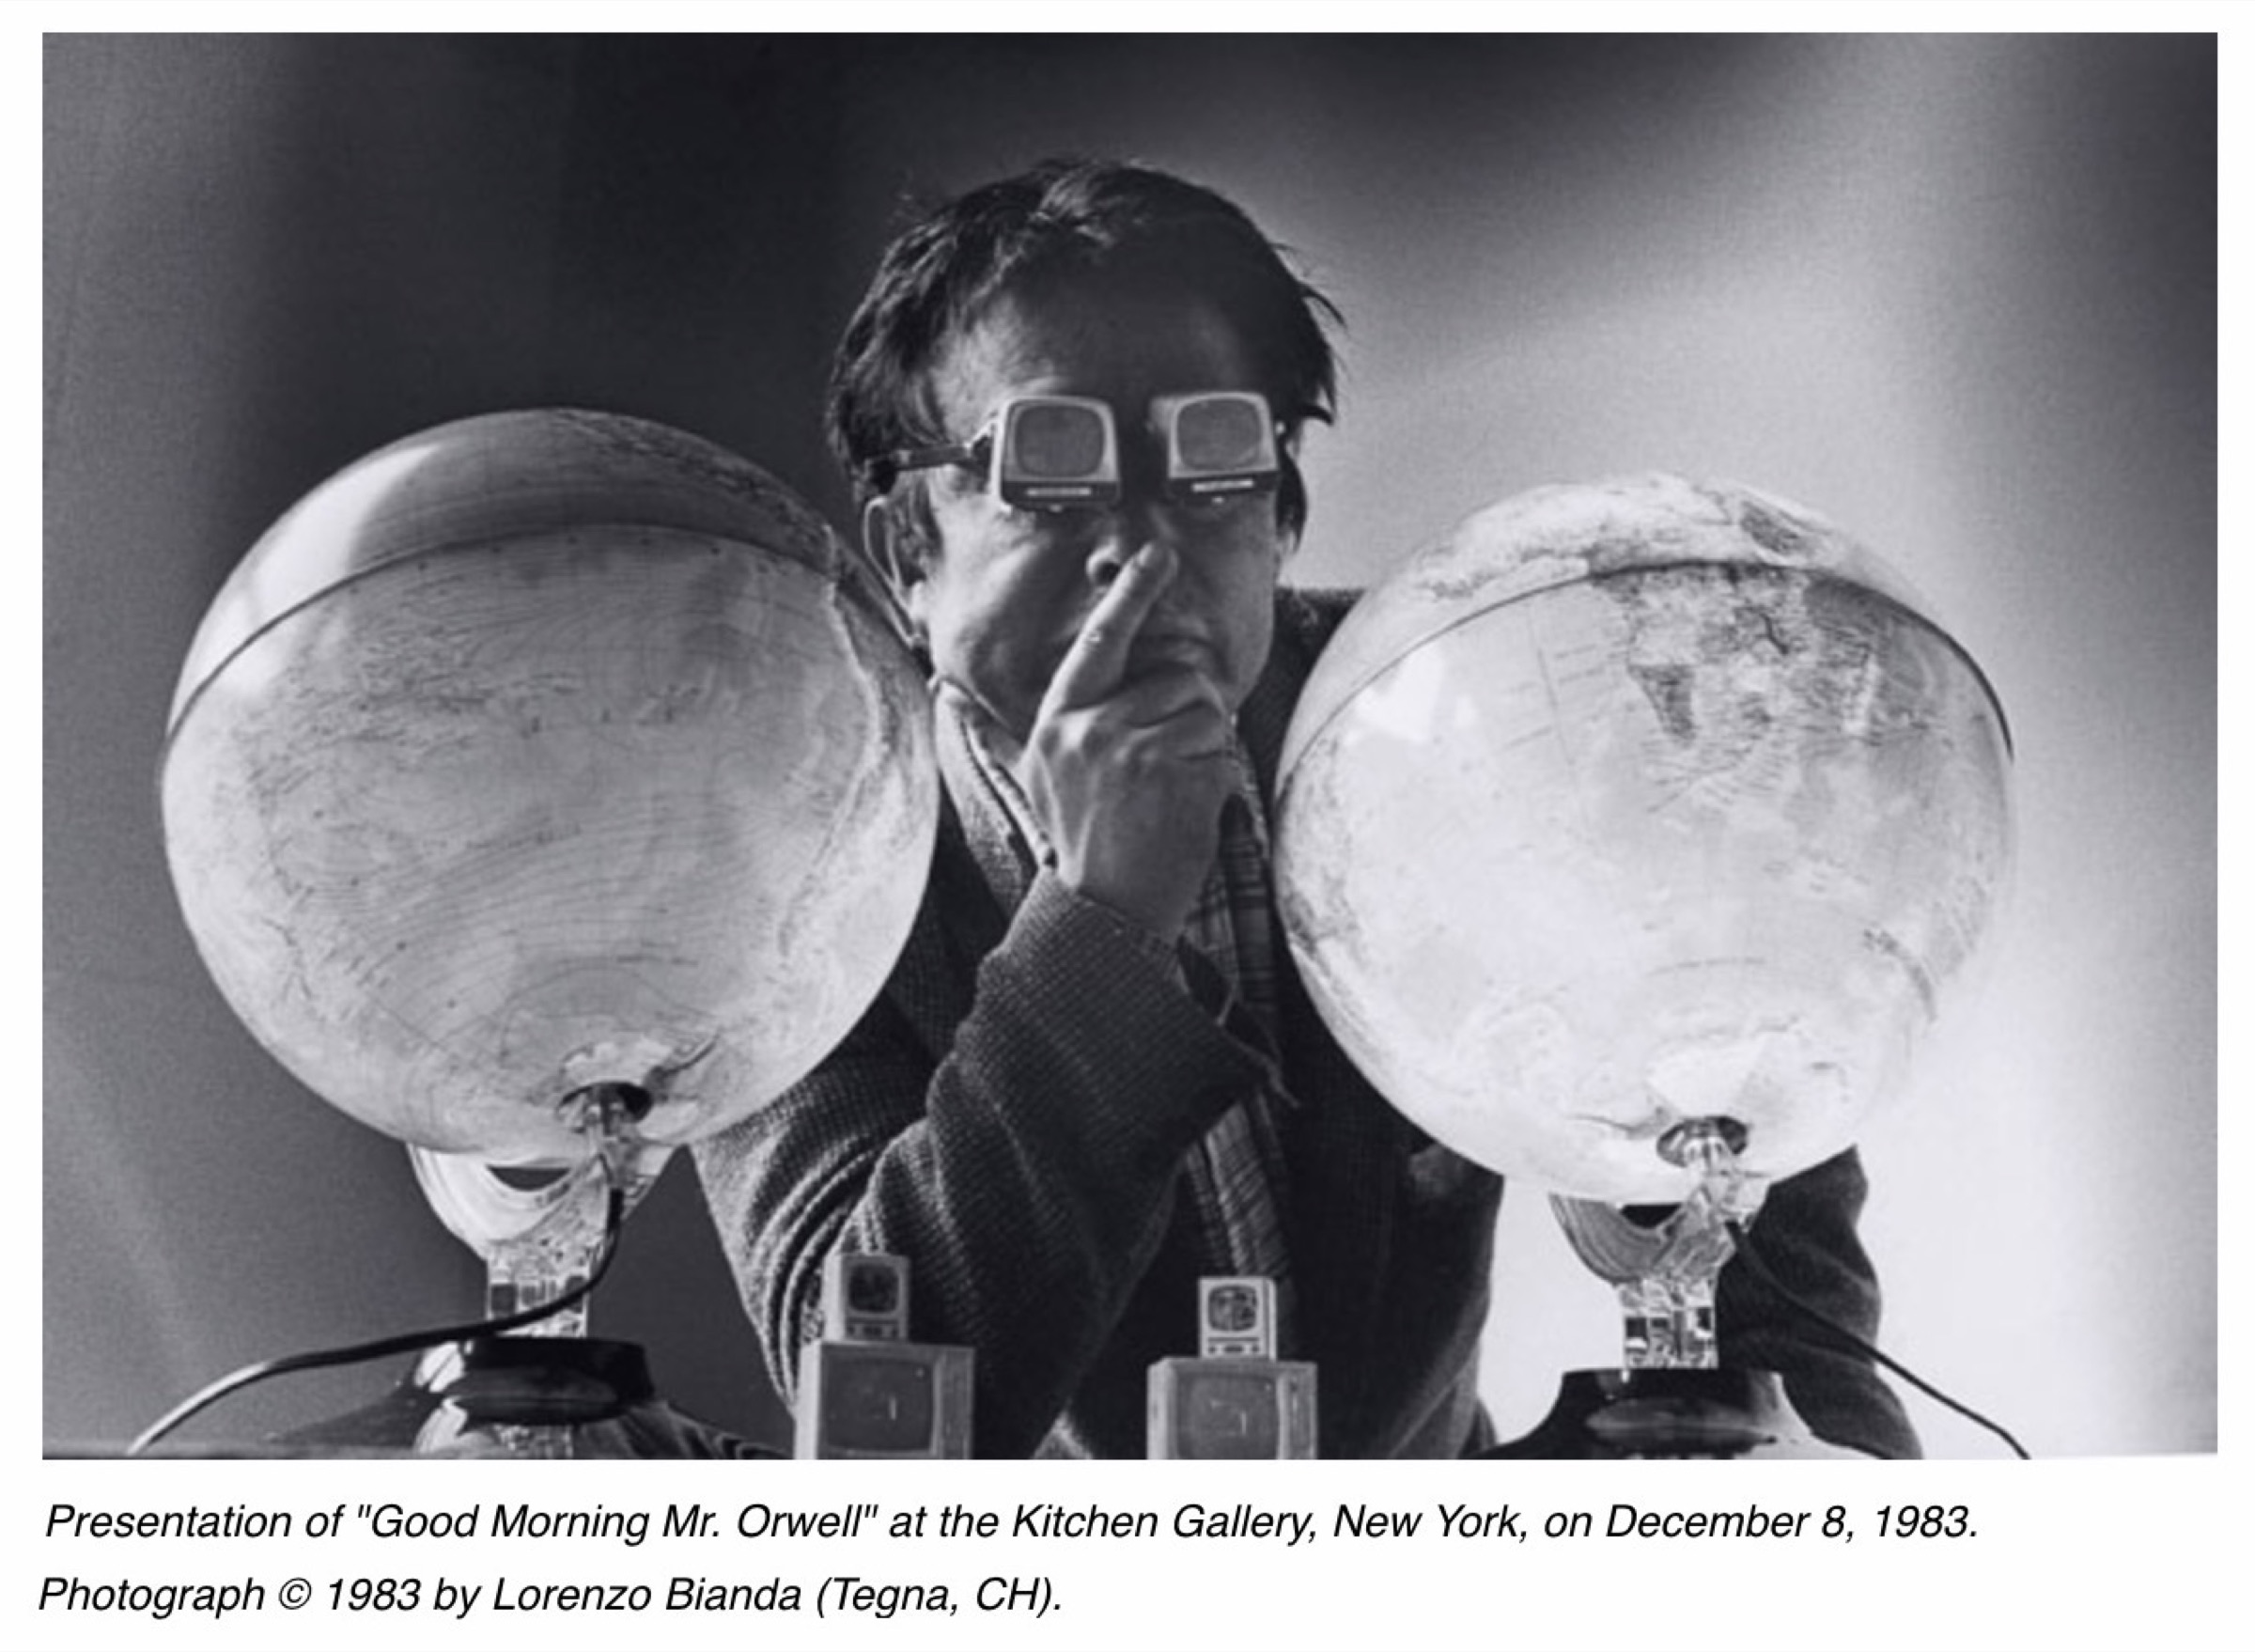 Presentation of "Good Morning Mr. Orwell" at the Kitchen Gallery, New York, on December 8, 1983.
Photograph © 1983 by Lorenzo Bianda (Tegna, CH).